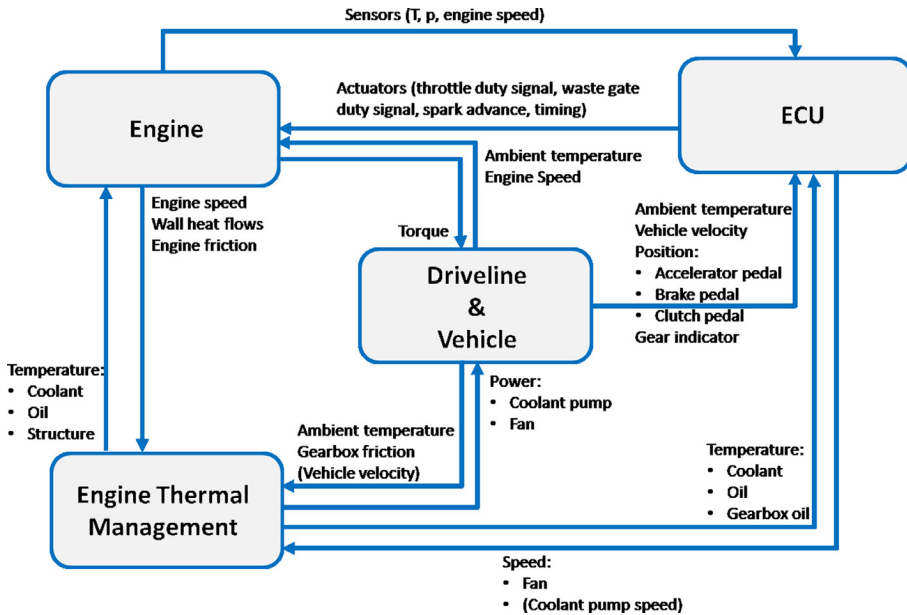 Sensors (T, p, engine speed)
Engine
Actuators (throttle duty signal, waste gate
duty signal, spark advance, timing)
ECU
Ambient temperature
Engine Speed
Engine speed
Wall heat flows
Engine friction
Torque
Ambient temperature
Vehicle velocity
Position:
• Accelerator pedal
• Brake pedal
• Clutch pedal
Gear indicator
Driveline
&
Vehicle
Temperature:
• Coolant
• Oil
• Structure
Power:
• Coolant pump
• Fan
Ambient temperature
Gearbox friction
(Vehicle velocity)
Temperature:
• Coolant
• Oil
• Gearbox oil
Engine Thermal
Management
Speed:
• Fan
• (Coolant pump speed)